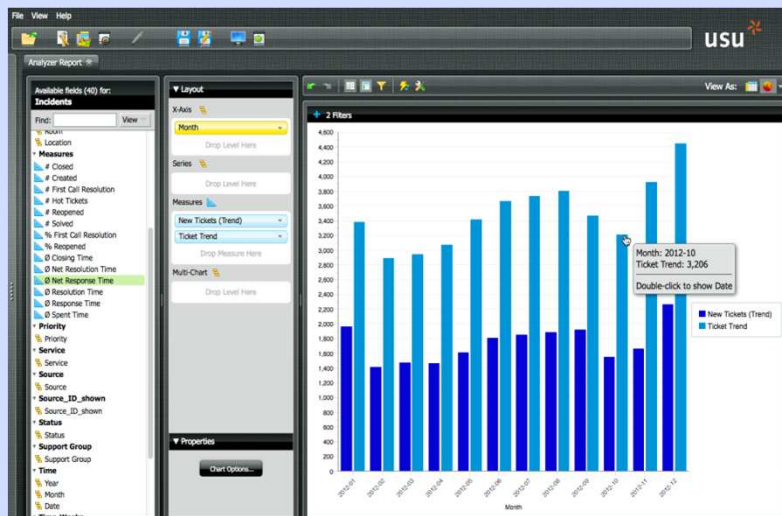 File View Help
usu
Analyzer Report
Available fields (40) for:
Incidents
Find:
View
Room
Location
Measures
# Closed
# Created
# First Call Resolution
# Hot Tickets
# Reopened
# Solved
% First Call Resolution
% Reopened
Ø Closing Time
Ø Net Resolution Time
Ø Net Response Time
Ø Resolution Time
Ø Response Time
Ø Spent Time
Priority
Priority
Service
Service
Source
Source
Source_ID_shown
Source_ID_shown
Status
Status
Support Group
Support Group
Time
Year
Month
Date
Layout
X-Axis
Month
Drop Level Here
Series
Drop Level Here
Measures
New Tickets (Trend)
Ticket Trend
Drop Measure Here
Multi-Chart
Drop Level Here
Properties
Chart Options...
View As:
2 Filters
4,600
4,400
4,200
4,000
3,800
3,600
3,400
3,200
3,000
2,800
2,600
2,400
2,200
2,000
1,800
1,600
1,400
1,200
1,000
800
600
400
200
0
2012-01
2012-02
2012-03
2012-04
2012-05
2012-06
2012-07
2012-08
2012-09
2012-10
2012-11
2012-12
Month
Month: 2012-10
Ticket Trend: 3,206
Double-click to show Date
New Tickets (Trend)
Ticket Trend